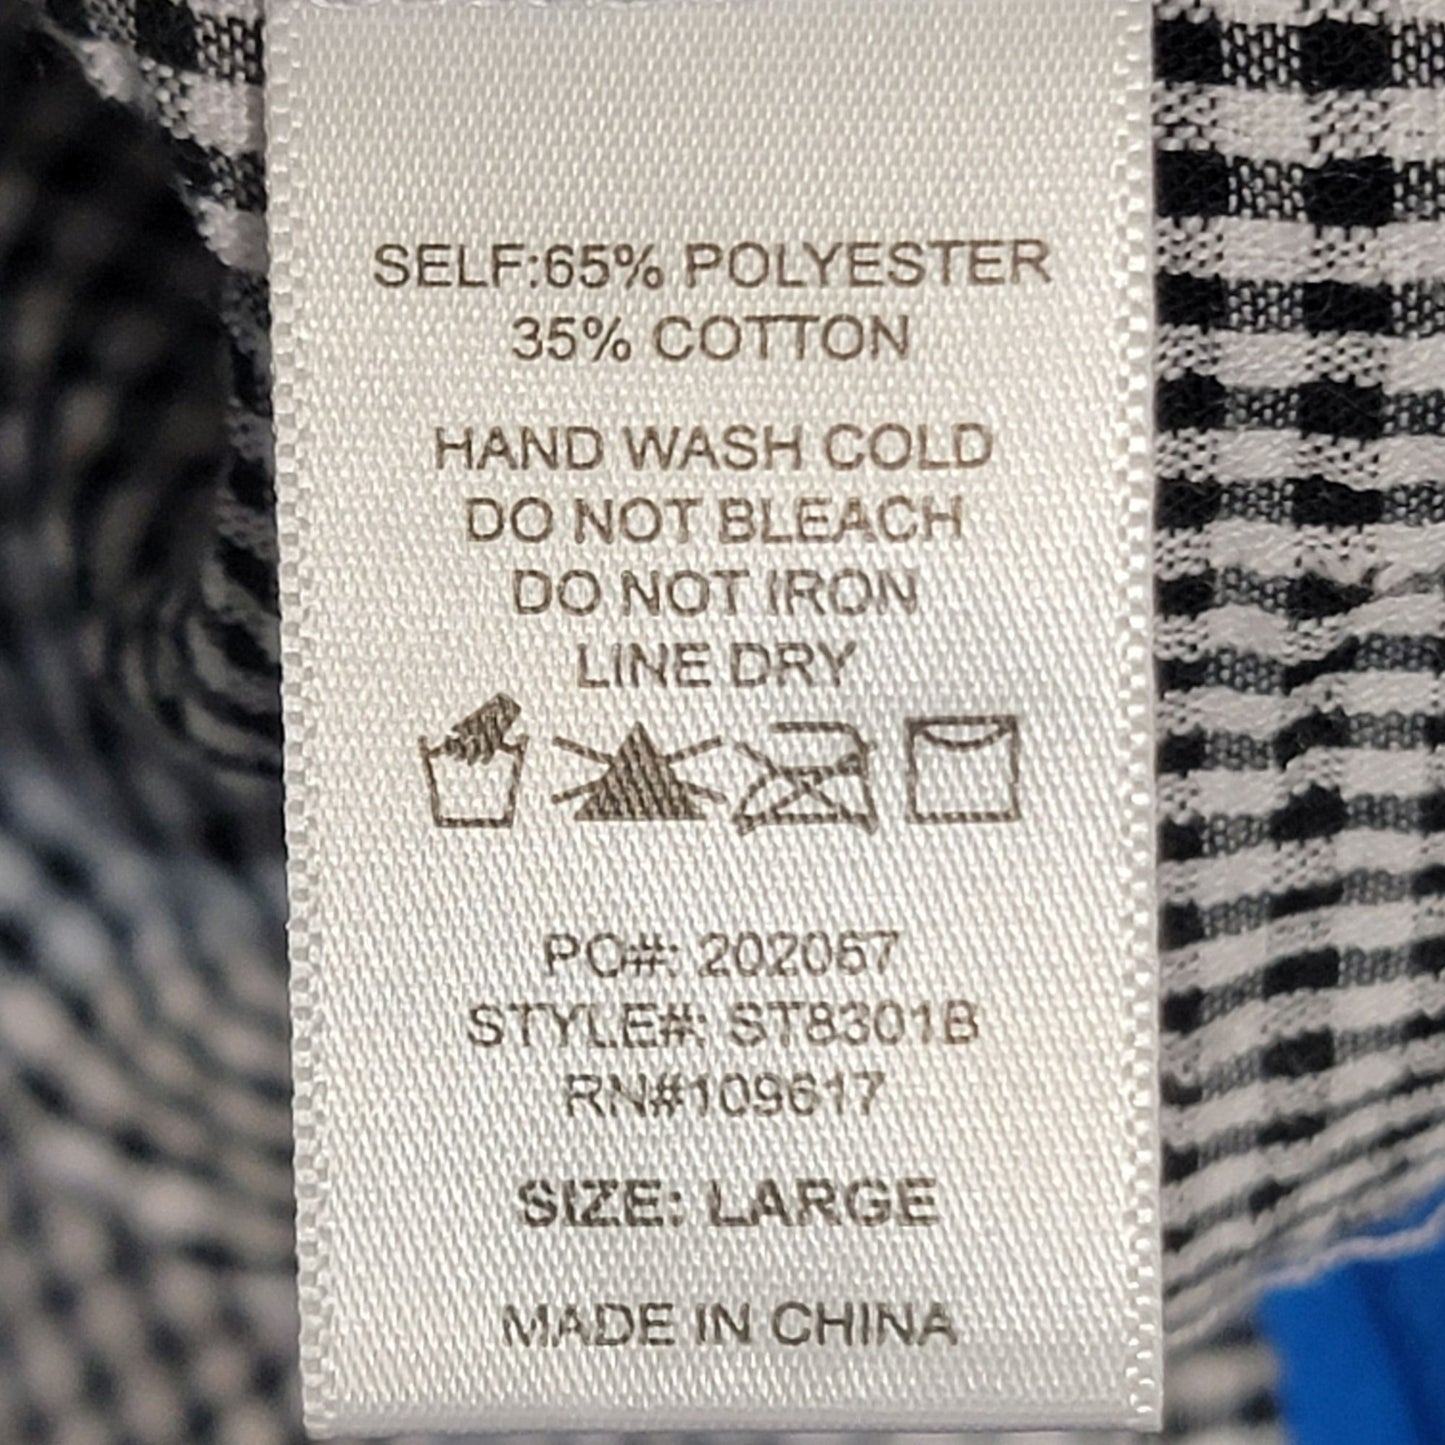 SELF:65% POLYESTER
35% COTTON
HAND WASH COLD
DO NOT BLEACH
DO NOT IRON
LINE DRY
PO#: 202057
STYLE#: ST8301B
RN#109617
SIZE: LARGE
MADE IN CHINA